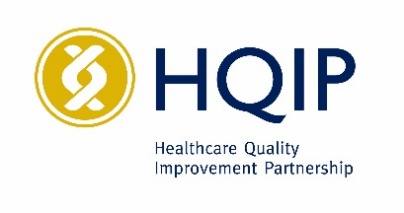 HQIP
Healthcare Quality
Improvement Partnership